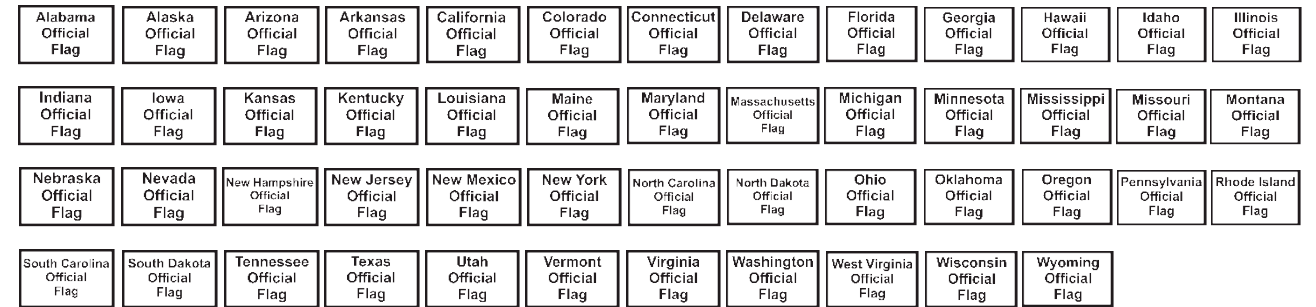 Alabama
Official
Flag
Alaska
Official
Flag
Arizona
Official
Flag
Arkansas
Official
Flag
California
Official
Flag
Colorado
Official
Flag
Connecticut
Official
Flag
Delaware
Official
Flag
Florida
Official
Flag
Georgia
Official
Flag
Hawaii
Official
Flag
Idaho
Official
Flag
Illinois
Official
Flag
Indiana
Official
Flag
Iowa
Official
Flag
Kansas
Official
Flag
Kentucky
Official
Flag
Louisiana
Official
Flag
Maine
Official
Flag
Maryland
Official
Flag
Massachusetts
Official
Flag
Michigan
Official
Flag
Minnesota
Official
Flag
Mississippi
Official
Flag
Missouri
Official
Flag
Montana
Official
Flag
Nebraska
Official
Flag
Nevada
Official
Flag
New Hampshire
Official
Flag
New Jersey
Official
Flag
New Mexico
Official
Flag
New York
Official
Flag
North Carolina
Official
Flag
North Dakota
Official
Flag
Ohio
Official
Flag
Oklahoma
Official
Flag
Oregon
Official
Flag
Pennsylvania
Official
Flag
Rhode Island
Official
Flag
South Carolina
Official
Flag
South Dakota
Official
Flag
Tennessee
Official
Flag
Texas
Official
Flag
Utah
Official
Flag
Vermont
Official
Flag
Virginia
Official
Flag
Washington
Official
Flag
West Virginia
Official
Flag
Wisconsin
Official
Flag
Wyoming
Official
Flag